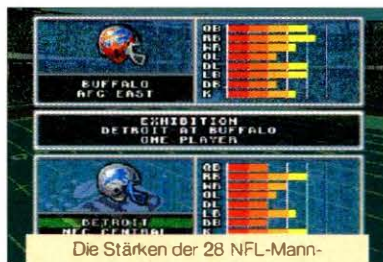 QB
RB
WR
OL
DL
LB
DB
K
BUFFALO
AFC EAST
EXHIBITION
DETROIT AT BUFFALO
ONE PLAYER
QB
RB
WR
OL
DL
LB
DB
K
DETROIT
NFC CENTRAL
Die Stärken der 28 NFL-Mann-